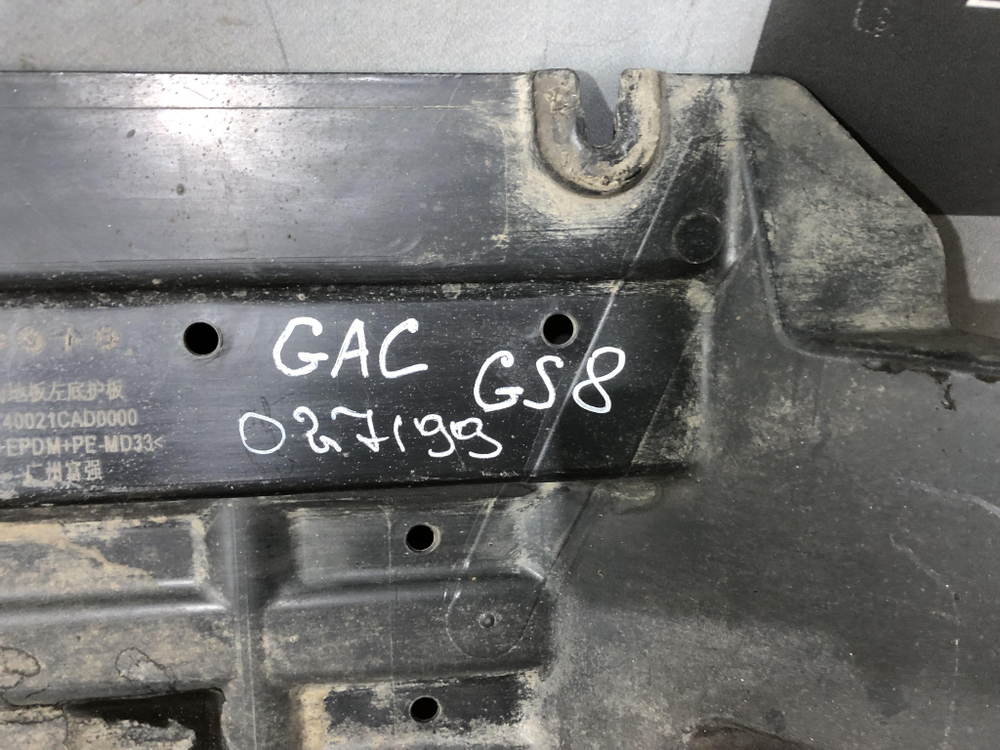 GAC
GS8
027199
地板左底护板
40021CAD0000
EPDM+PE-MD33<
广州富强